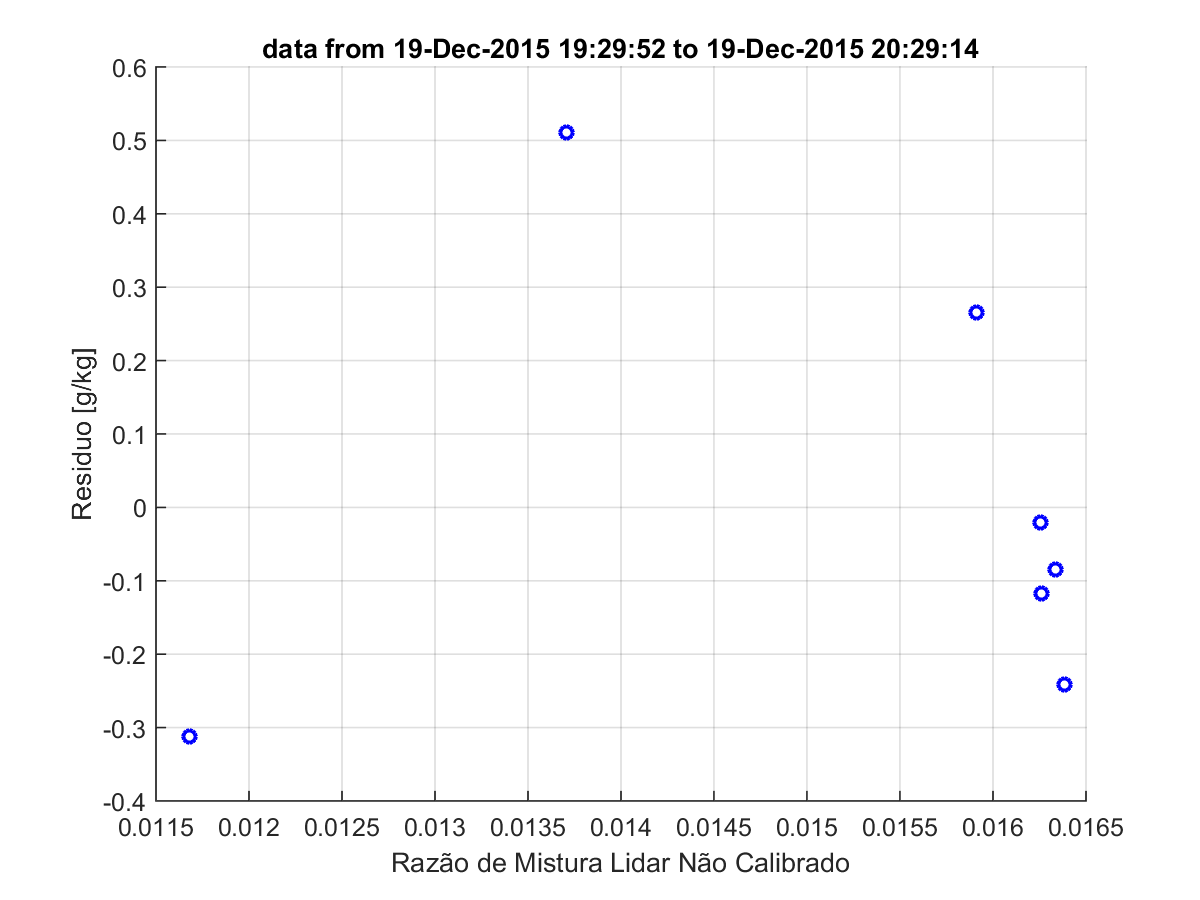 data from 19-Dec-2015 19:29:52 to 19-Dec-2015 20:29:14
0.6
0.5
0.4
0.3
0.2
0.1
0
-0.1
-0.2
-0.3
-0.4
Residuo [g/kg]
0.0115 0.012 0.0125 0.013 0.0135 0.014 0.0145 0.015 0.0155 0.016 0.0165
Razão de Mistura Lidar Não Calibrado